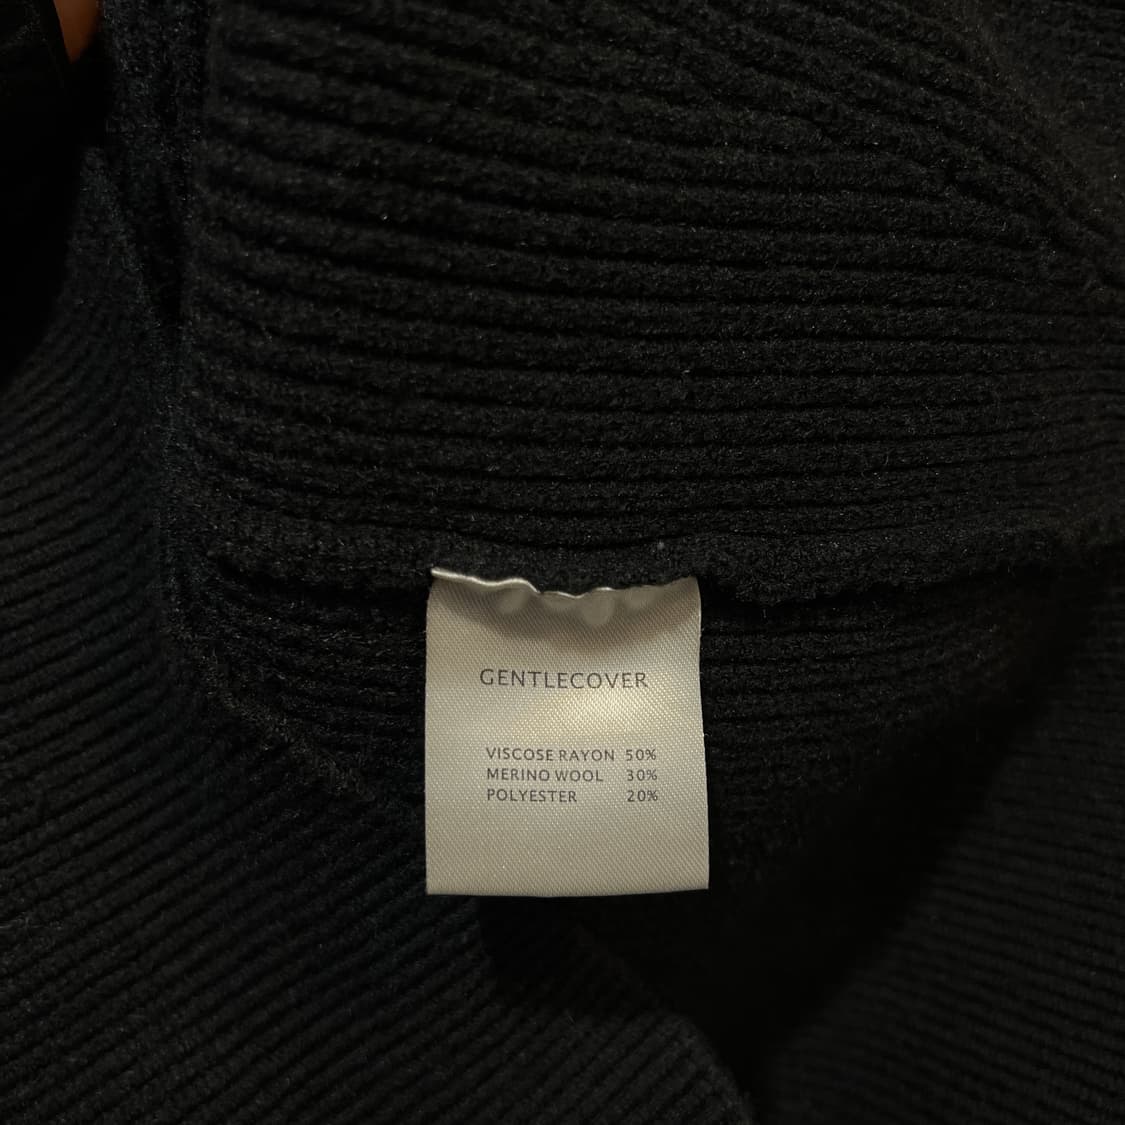 GENTLECOVER
VISCOSE RAYON 50%
MERINO WOOL 30%
POLYESTER 20%